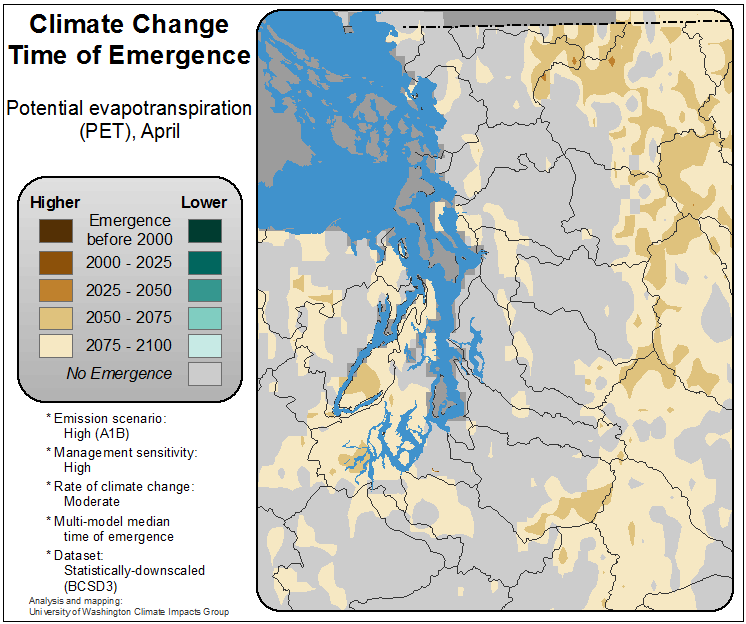 Climate Change
Time of Emergence
Potential evapotranspiration
(PET), April
Higher Lower
Emergence
before 2000
2000 - 2025
2025 - 2050
2050 - 2075
2075 - 2100
No Emergence
* Emission scenario:
High (A1B)
* Management sensitivity:
High
* Rate of climate change:
Moderate
* Multi-model median
time of emergence
* Dataset:
Statistically-downscaled
(BCSD3)
Analysis and mapping:
University of Washington Climate Impacts Group